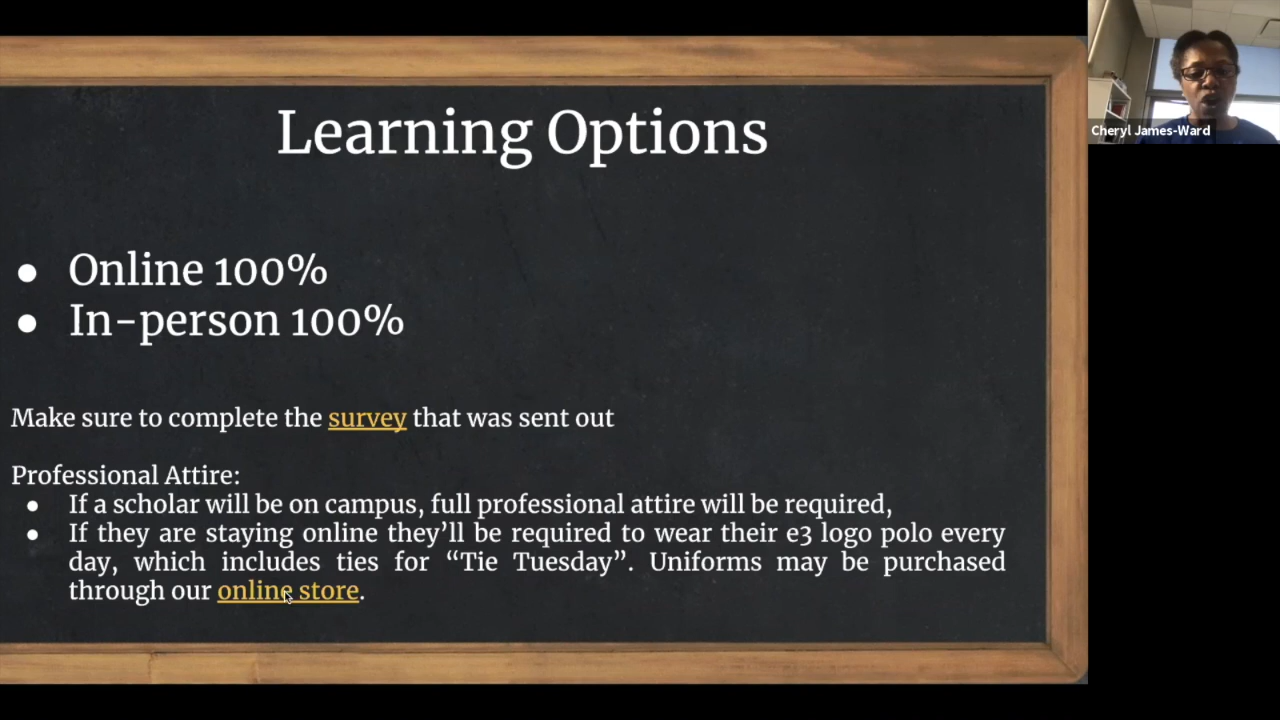 Learning Options
● Online 100%
● In-person 100%
Make sure to complete the survey that was sent out
Professional Attire:
● If a scholar will be on campus, full professional attire will be required,
● If they are staying online they’ll be required to wear their e3 logo polo every
day, which includes ties for “Tie Tuesday”. Uniforms may be purchased
through our online store.
Cheryl James-Ward